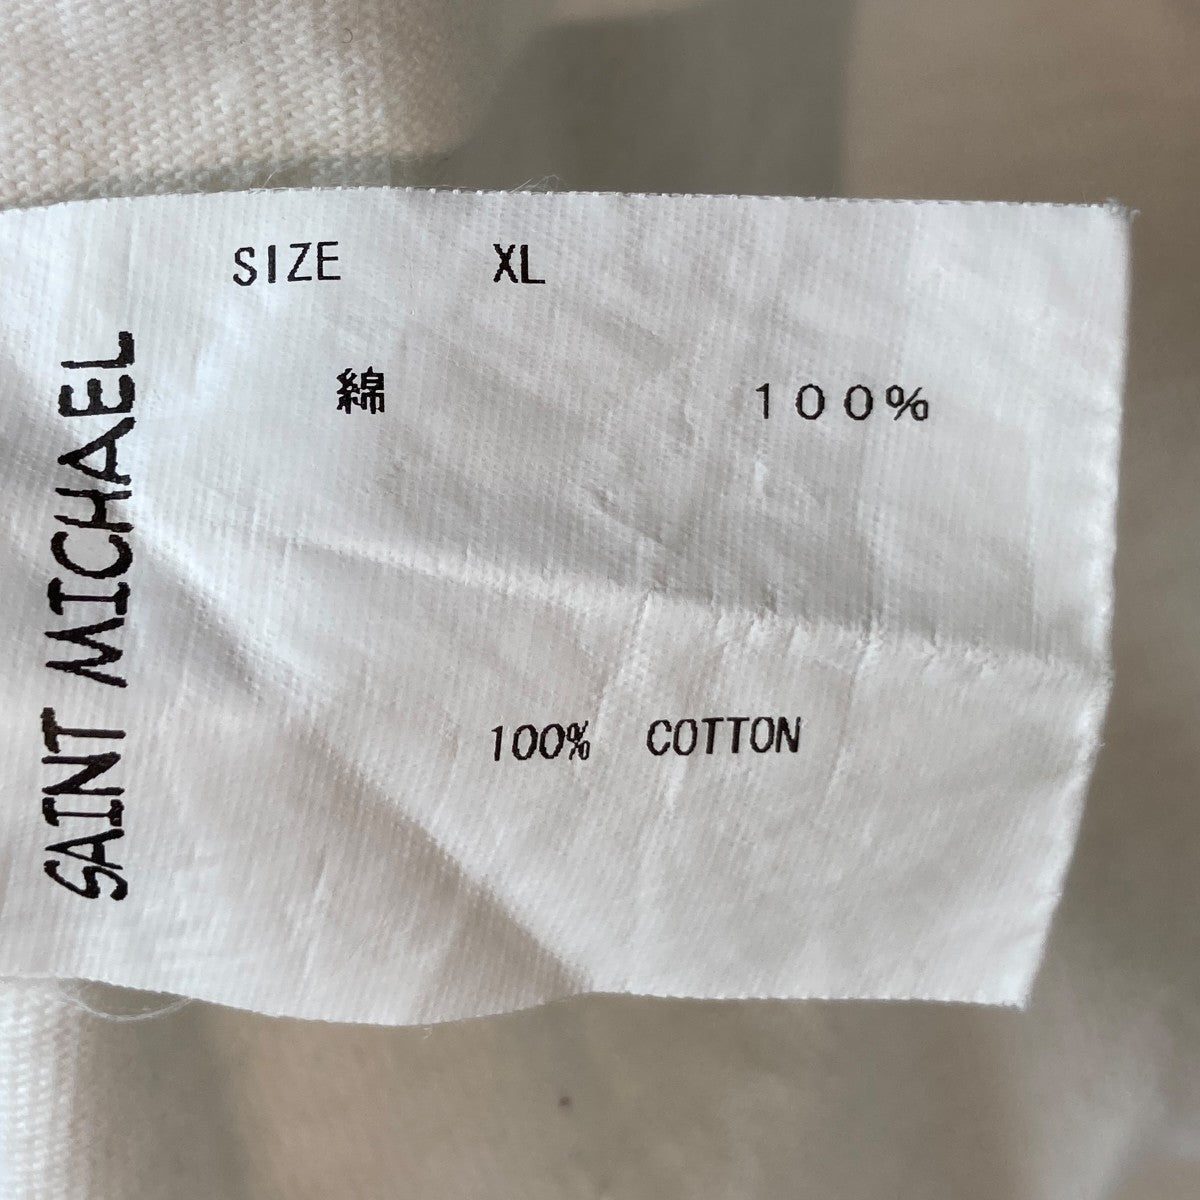 SAINT MICHAEL
SIZE XL
綿 100%
100% COTTON